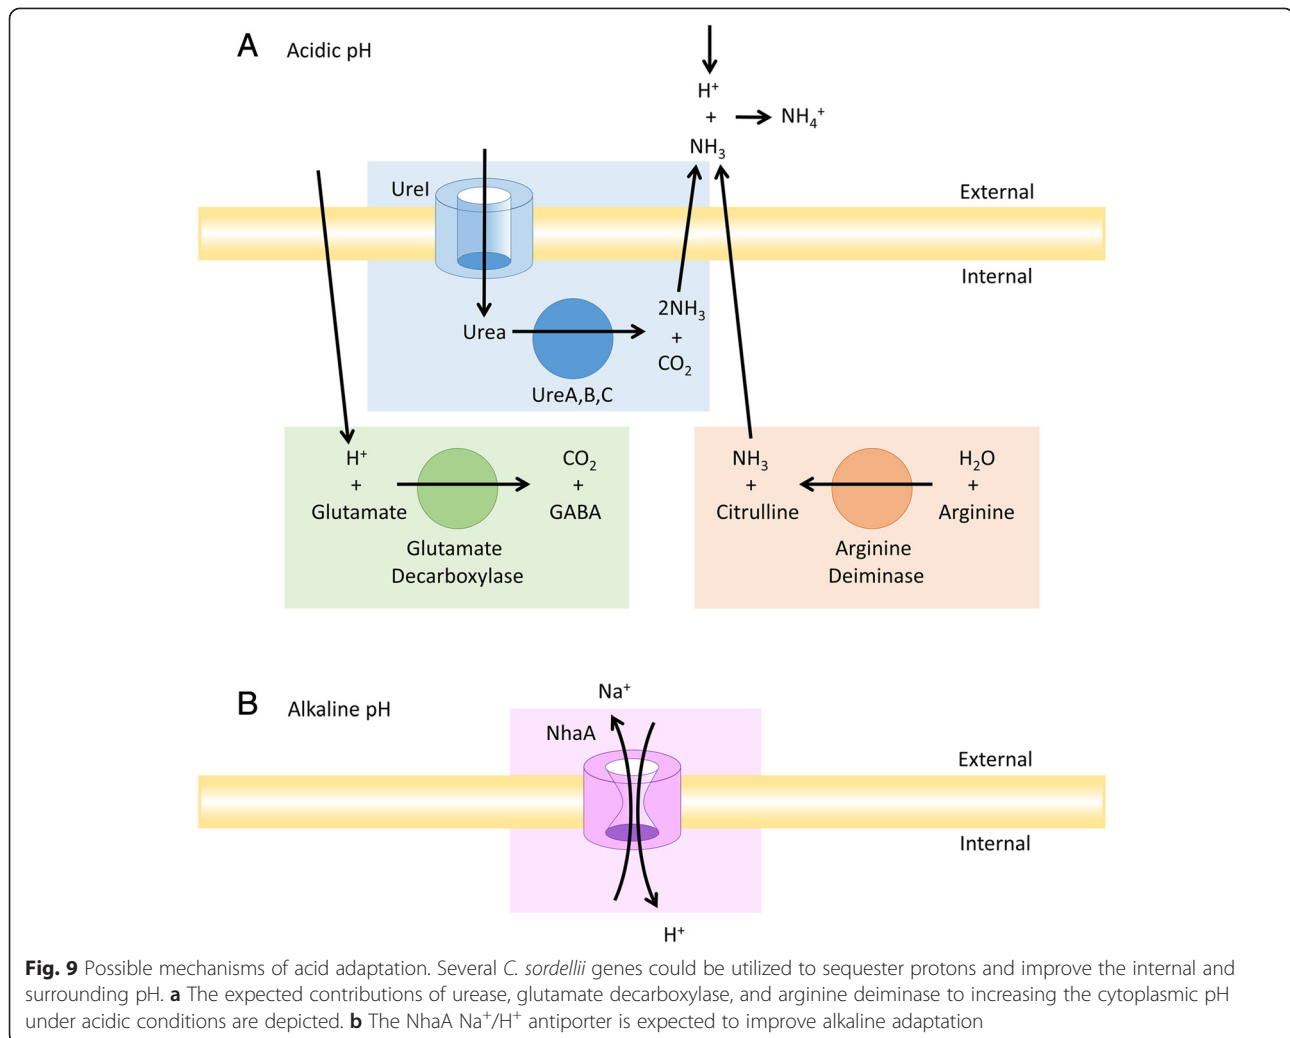 A Acidic pH
H⁺
+ NH₄⁺
NH₃
UreI
External
Internal
Urea
2NH₃
+
CO₂
UreA,B,C
H⁺
+
Glutamate
CO₂
+
GABA
Glutamate
Decarboxylase
NH₃
+
Citrulline
H₂O
+
Arginine
Arginine
Deiminase
B Alkaline pH
Na⁺
NhaA
External
Internal
H⁺
Fig. 9 Possible mechanisms of acid adaptation. Several C. sordellii genes could be utilized to sequester protons and improve the internal and
surrounding pH. a The expected contributions of urease, glutamate decarboxylase, and arginine deiminase to increasing the cytoplasmic pH
under acidic conditions are depicted. b The NhaA Na⁺/H⁺ antiporter is expected to improve alkaline adaptation